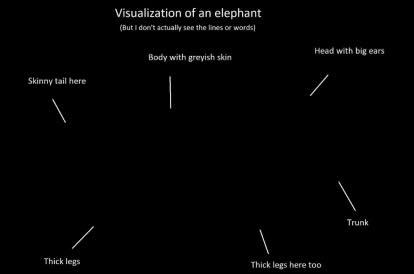 Visualization of an elephant
(But I don't actually see the lines or words)
Body with greyish skin
Head with big ears
Skinny tail here
Trunk
Thick legs
Thick legs here too